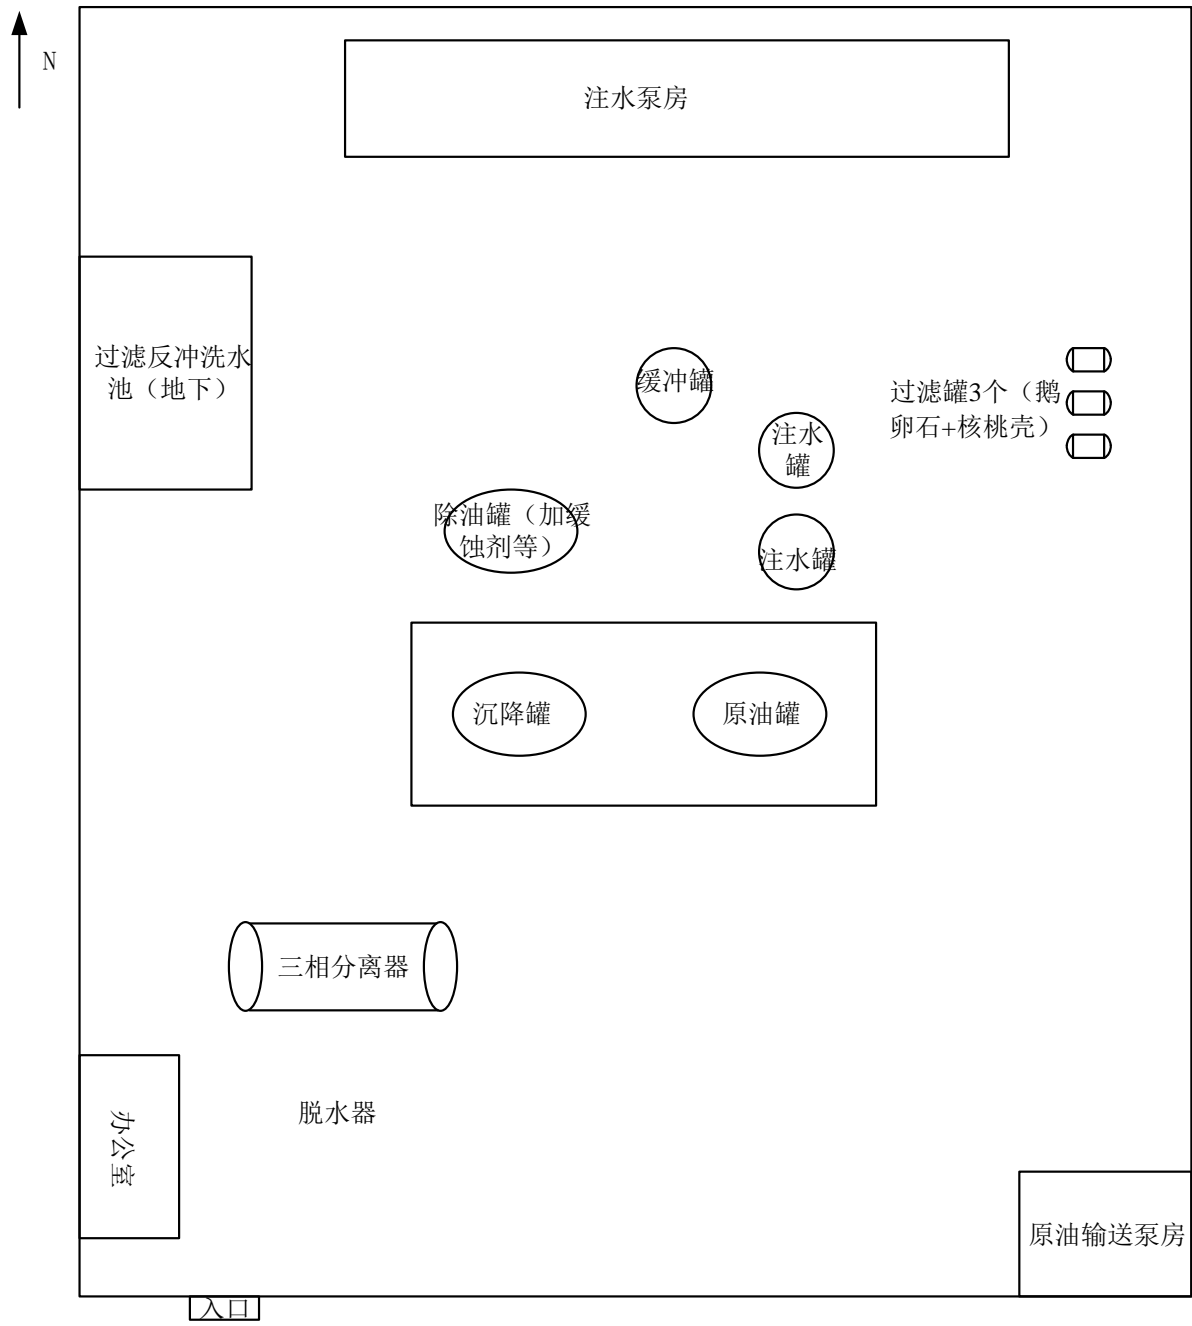 N
注水泵房
过滤反冲洗水
池（地下）
缓冲罐
过滤罐3个（鹅
卵石+核桃壳）
注水
罐
除油罐（加缓
蚀剂等）
注水罐
沉降罐
原油罐
三相分离器
办公室
脱水器
原油输送泵房
入口